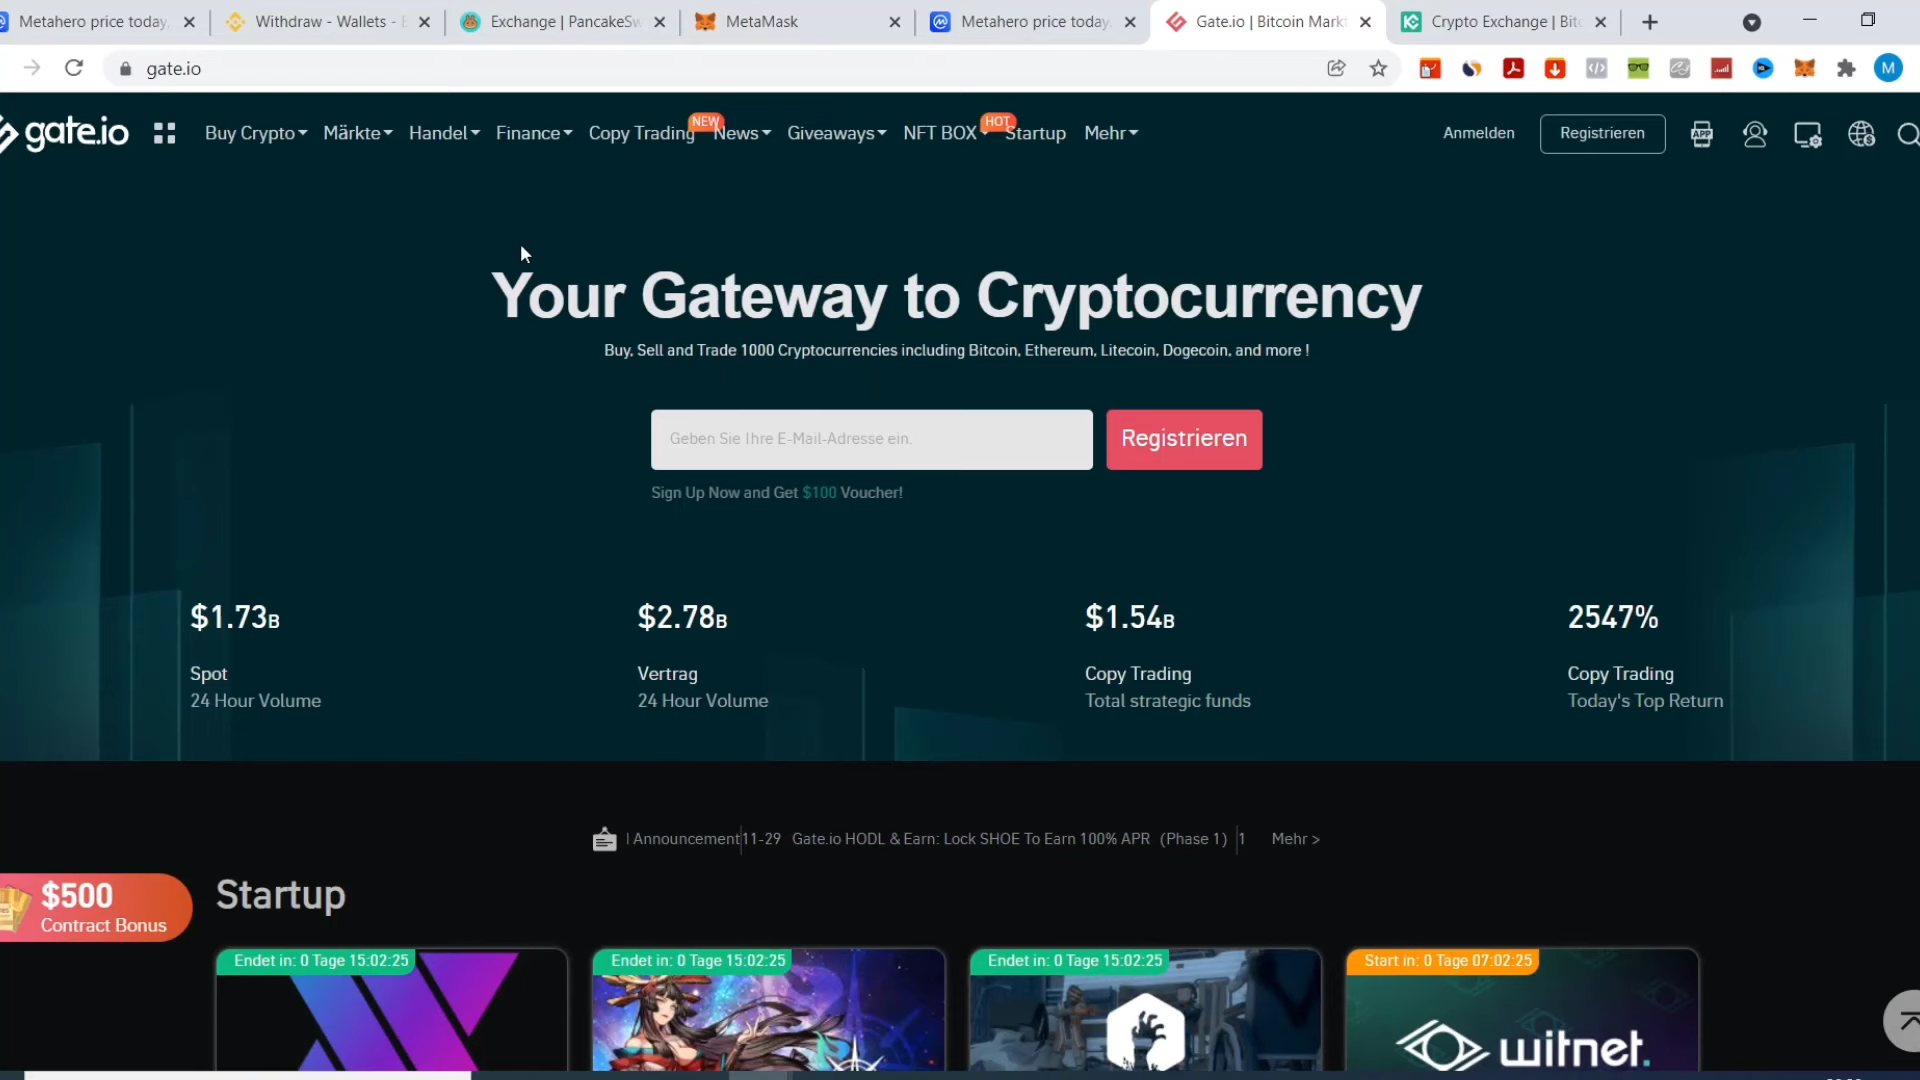 Metahero price today,
Withdraw - Wallets -
Exchange | PancakeSw
MetaMask
Metahero price today,
Gate.io | Bitcoin Mark
Crypto Exchange | Bitc
gate.io
M
gate.io
Buy Crypto
Märkte
Handel
Finance
Copy Trading
NEW
News
Giveaways
NFT BOX
HOT
Startup
Mehr
Anmelden
Registrieren
APP
Your Gateway to Cryptocurrency
Buy, Sell and Trade 1000 Cryptocurrencies including Bitcoin, Ethereum, Litecoin, Dogecoin, and more !
Geben Sie Ihre E-Mail-Adresse ein.
Registrieren
Sign Up Now and Get $100 Voucher!
$1.73B
$2.78B
$1.54B
2547%
Spot
Vertrag
Copy Trading
Copy Trading
24 Hour Volume
24 Hour Volume
Total strategic funds
Today's Top Return
Announcement
11-29 Gate.io HODL & Earn: Lock SHOE To Earn 100% APR (Phase 1)
1
Mehr >
$500
Contract Bonus
Startup
Endet in: 0 Tage 15:02:25
Endet in: 0 Tage 15:02:25
Endet in: 0 Tage 15:02:25
Start in: 0 Tage 07:02:25
witnet.